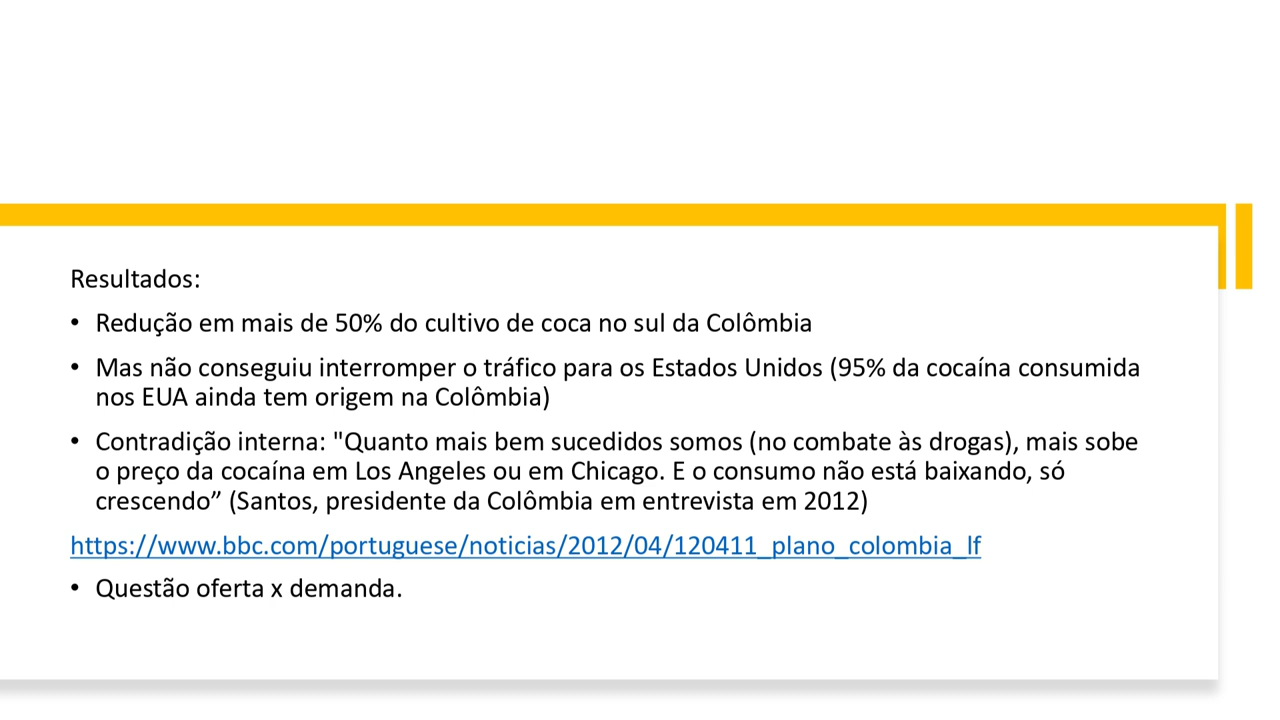 Resultados:
• Redução em mais de 50% do cultivo de coca no sul da Colômbia
• Mas não conseguiu interromper o tráfico para os Estados Unidos (95% da cocaína consumida
nos EUA ainda tem origem na Colômbia)
• Contradição interna: "Quanto mais bem sucedidos somos (no combate às drogas), mais sobe
o preço da cocaína em Los Angeles ou em Chicago. E o consumo não está baixando, só
crescendo” (Santos, presidente da Colômbia em entrevista em 2012)
https://www.bbc.com/portuguese/noticias/2012/04/120411_plano_colombia_lf
• Questão oferta x demanda.